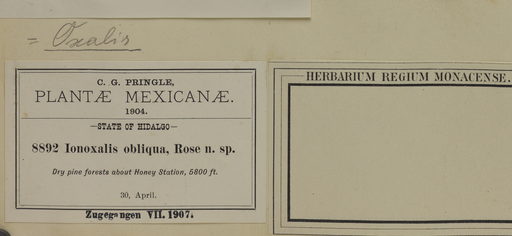 = Oxalis
C. G. PRINGLE,
PLANTÆ MEXICANÆ.
1904.
—STATE OF HIDALGO—
8892 Ionoxalis obliqua, Rose n. sp.
Dry pine forests about Honey Station, 5800 ft.
30, April.
Zugegangen VII. 1907.
HERBARIUM REGIUM MONACENSE.